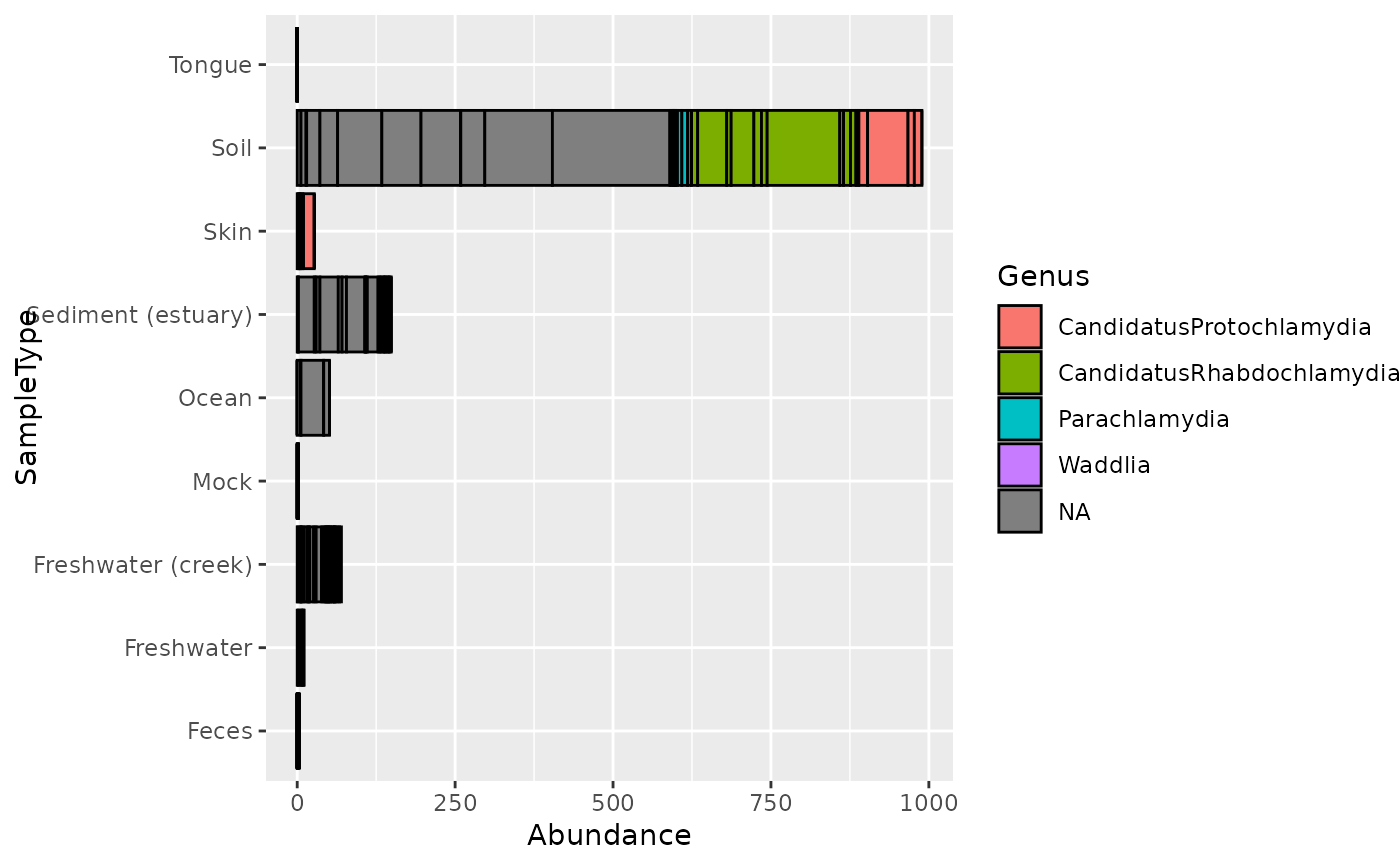 Tongue
Soil
Skin
Sediment (estuary)
Ocean
Mock
Freshwater (creek)
Freshwater
Feces
SampleType
0 250 500 750 1000
Abundance
Genus
CandidatusProtochlamydia
CandidatusRhabdochlamydia
Parachlamydia
Waddlia
NA